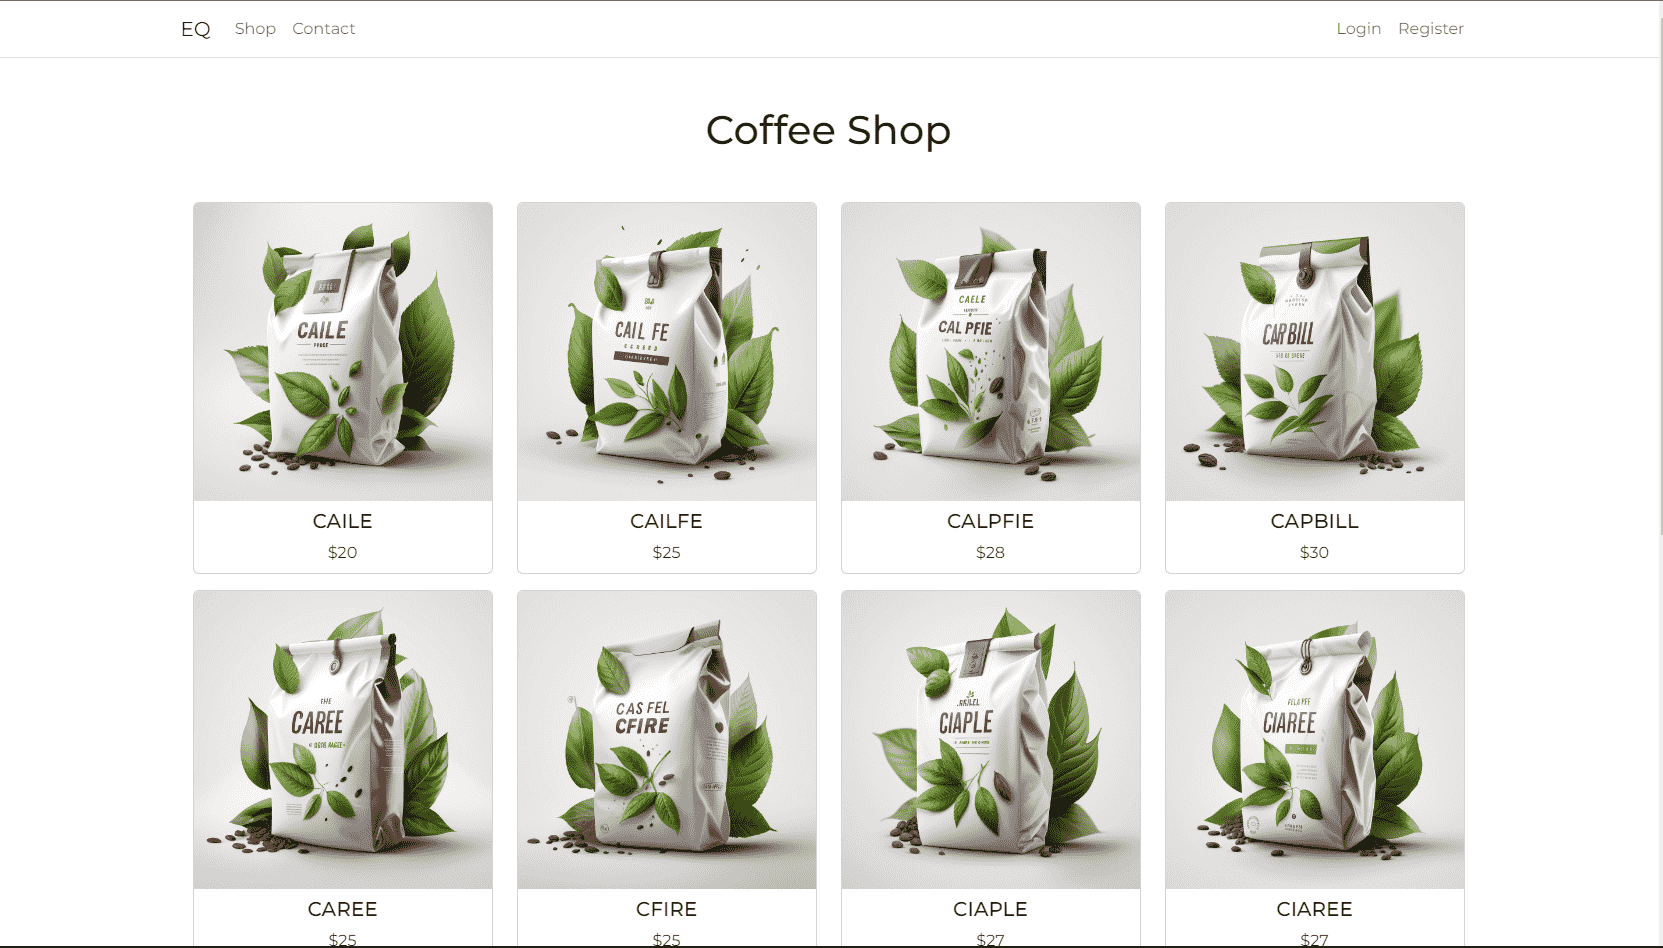 EQ Shop Contact Login Register
Coffee Shop
CAILE
CAIL FE
CAELE
CAL PFIE
CAPBILL
CAILE
CAILFE
CALPFIE
CAPBILL
$20
$25
$28
$30
THE
CAREE
CAS FEL
CFIRE
CIAPLE
CIAREE
CAREE
CFIRE
CIAPLE
CIAREE
$25
$25
$27
$27